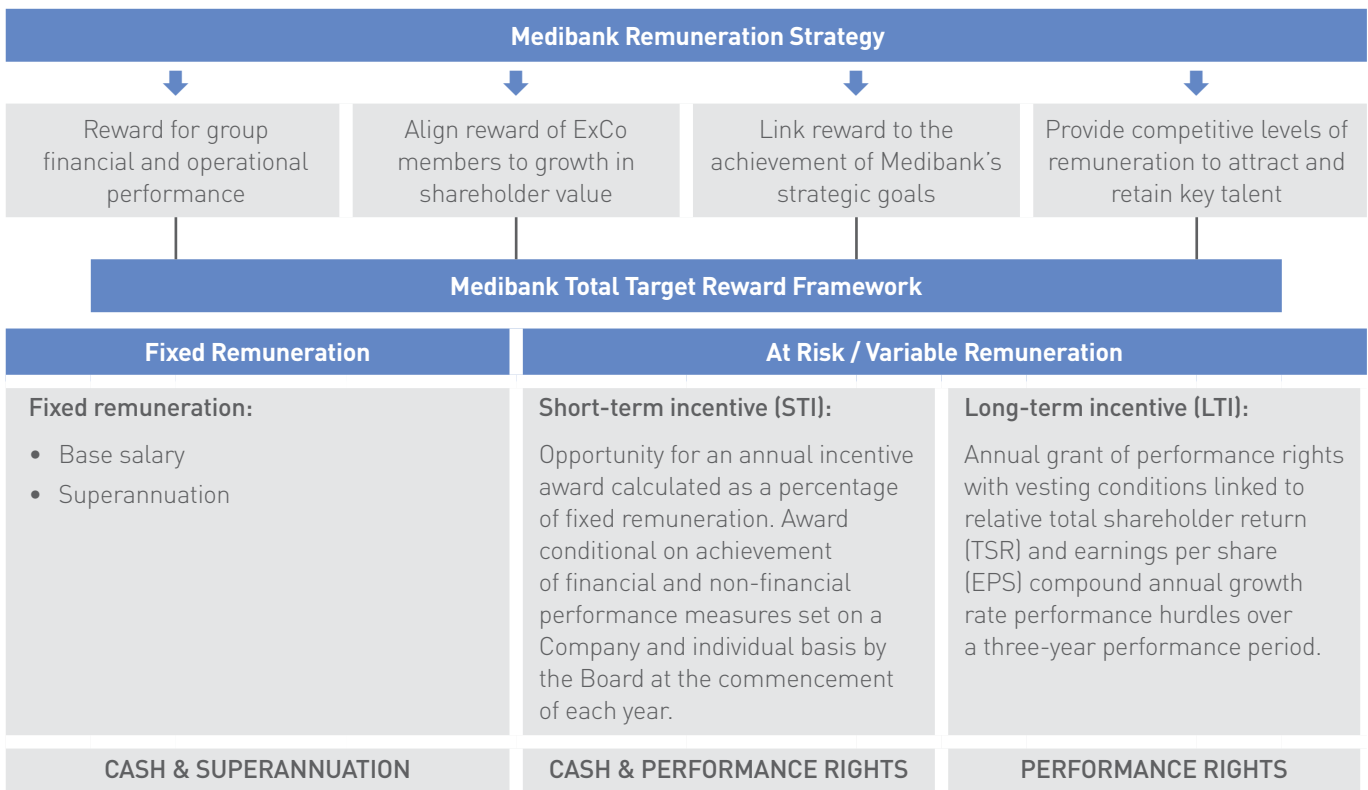 Medibank Remuneration Strategy
Reward for group
financial and operational
performance
Align reward of ExCo
members to growth in
shareholder value
Link reward to the
achievement of Medibank's
strategic goals
Provide competitive levels of
remuneration to attract and
retain key talent
Medibank Total Target Reward Framework
Fixed Remuneration
At Risk / Variable Remuneration
Fixed remuneration:
• Base salary
• Superannuation
Short-term incentive (STI):
Opportunity for an annual incentive
award calculated as a percentage
of fixed remuneration. Award
conditional on achievement
of financial and non-financial
performance measures set on a
Company and individual basis by
the Board at the commencement
of each year.
Long-term incentive (LTI):
Annual grant of performance rights
with vesting conditions linked to
relative total shareholder return
(TSR) and earnings per share
(EPS) compound annual growth
rate performance hurdles over
a three-year performance period.
CASH & SUPERANNUATION
CASH & PERFORMANCE RIGHTS
PERFORMANCE RIGHTS